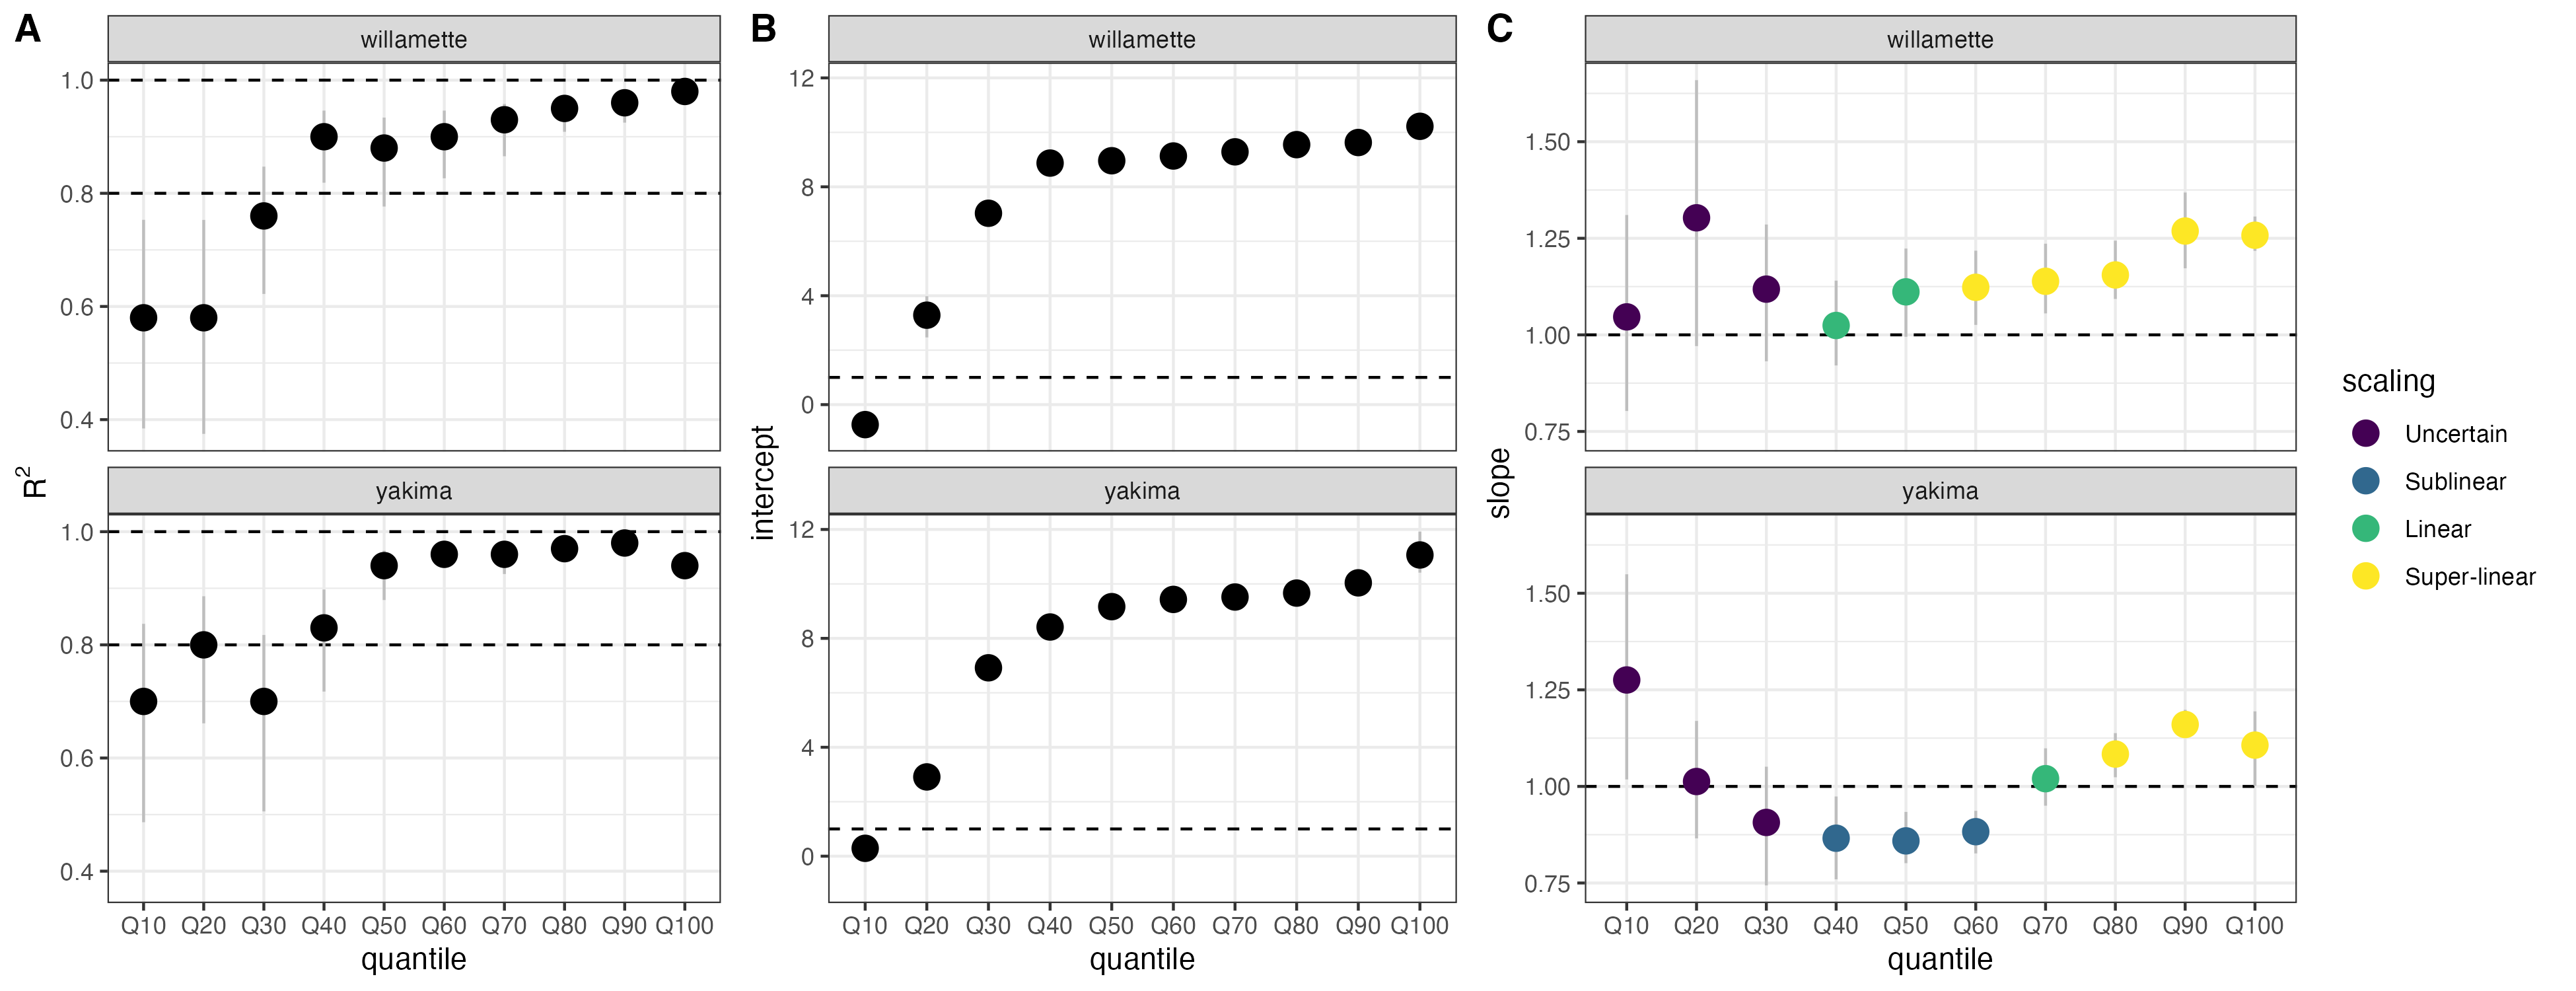 A
willamette
1.0
0.8
0.6
0.4
yakima
1.0
0.8
0.6
0.4
R²
Q10 Q20 Q30 Q40 Q50 Q60 Q70 Q80 Q90 Q100
quantile
B
willamette
12
8
4
0
yakima
12
8
4
0
intercept
Q10 Q20 Q30 Q40 Q50 Q60 Q70 Q80 Q90 Q100
quantile
C
willamette
1.50
1.25
1.00
0.75
yakima
1.50
1.25
1.00
0.75
slope
Q10 Q20 Q30 Q40 Q50 Q60 Q70 Q80 Q90 Q100
quantile
scaling
Uncertain
Sublinear
Linear
Super-linear